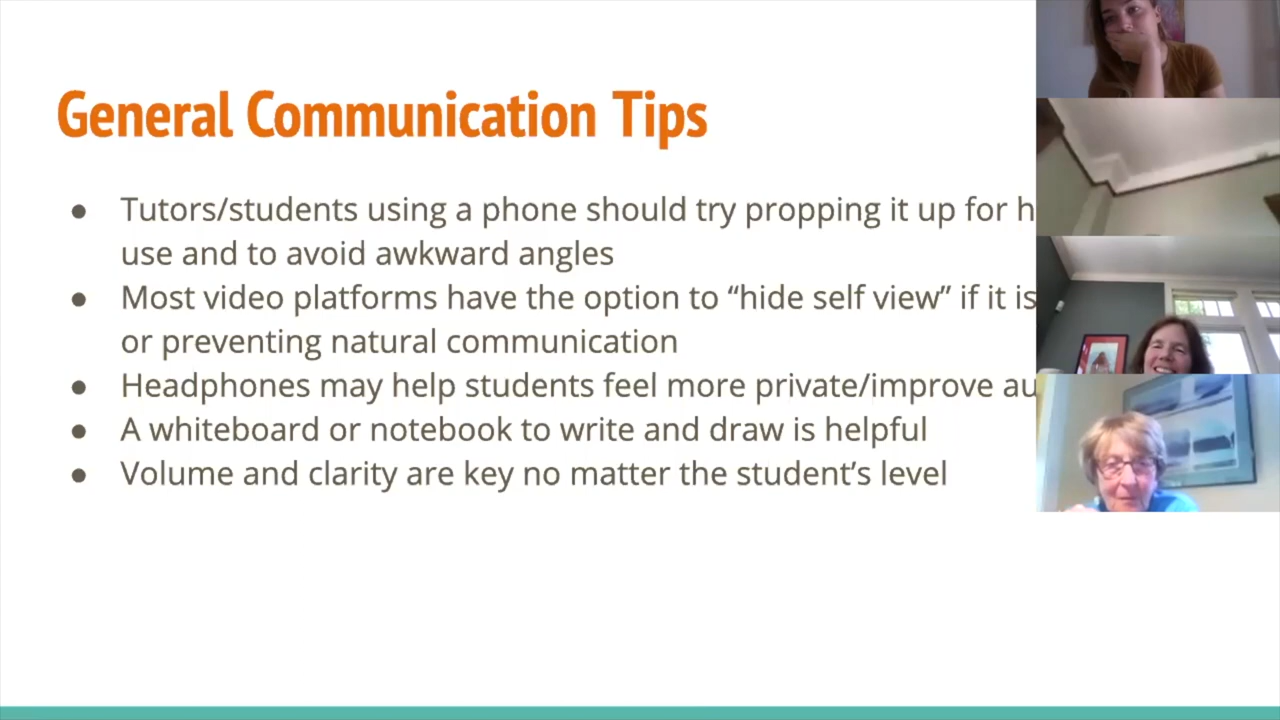 General Communication Tips
● Tutors/students using a phone should try propping it up for
use and to avoid awkward angles
● Most video platforms have the option to “hide self view” if it is
or preventing natural communication
● Headphones may help students feel more private/improve
● A whiteboard or notebook to write and draw is helpful
● Volume and clarity are key no matter the student’s level